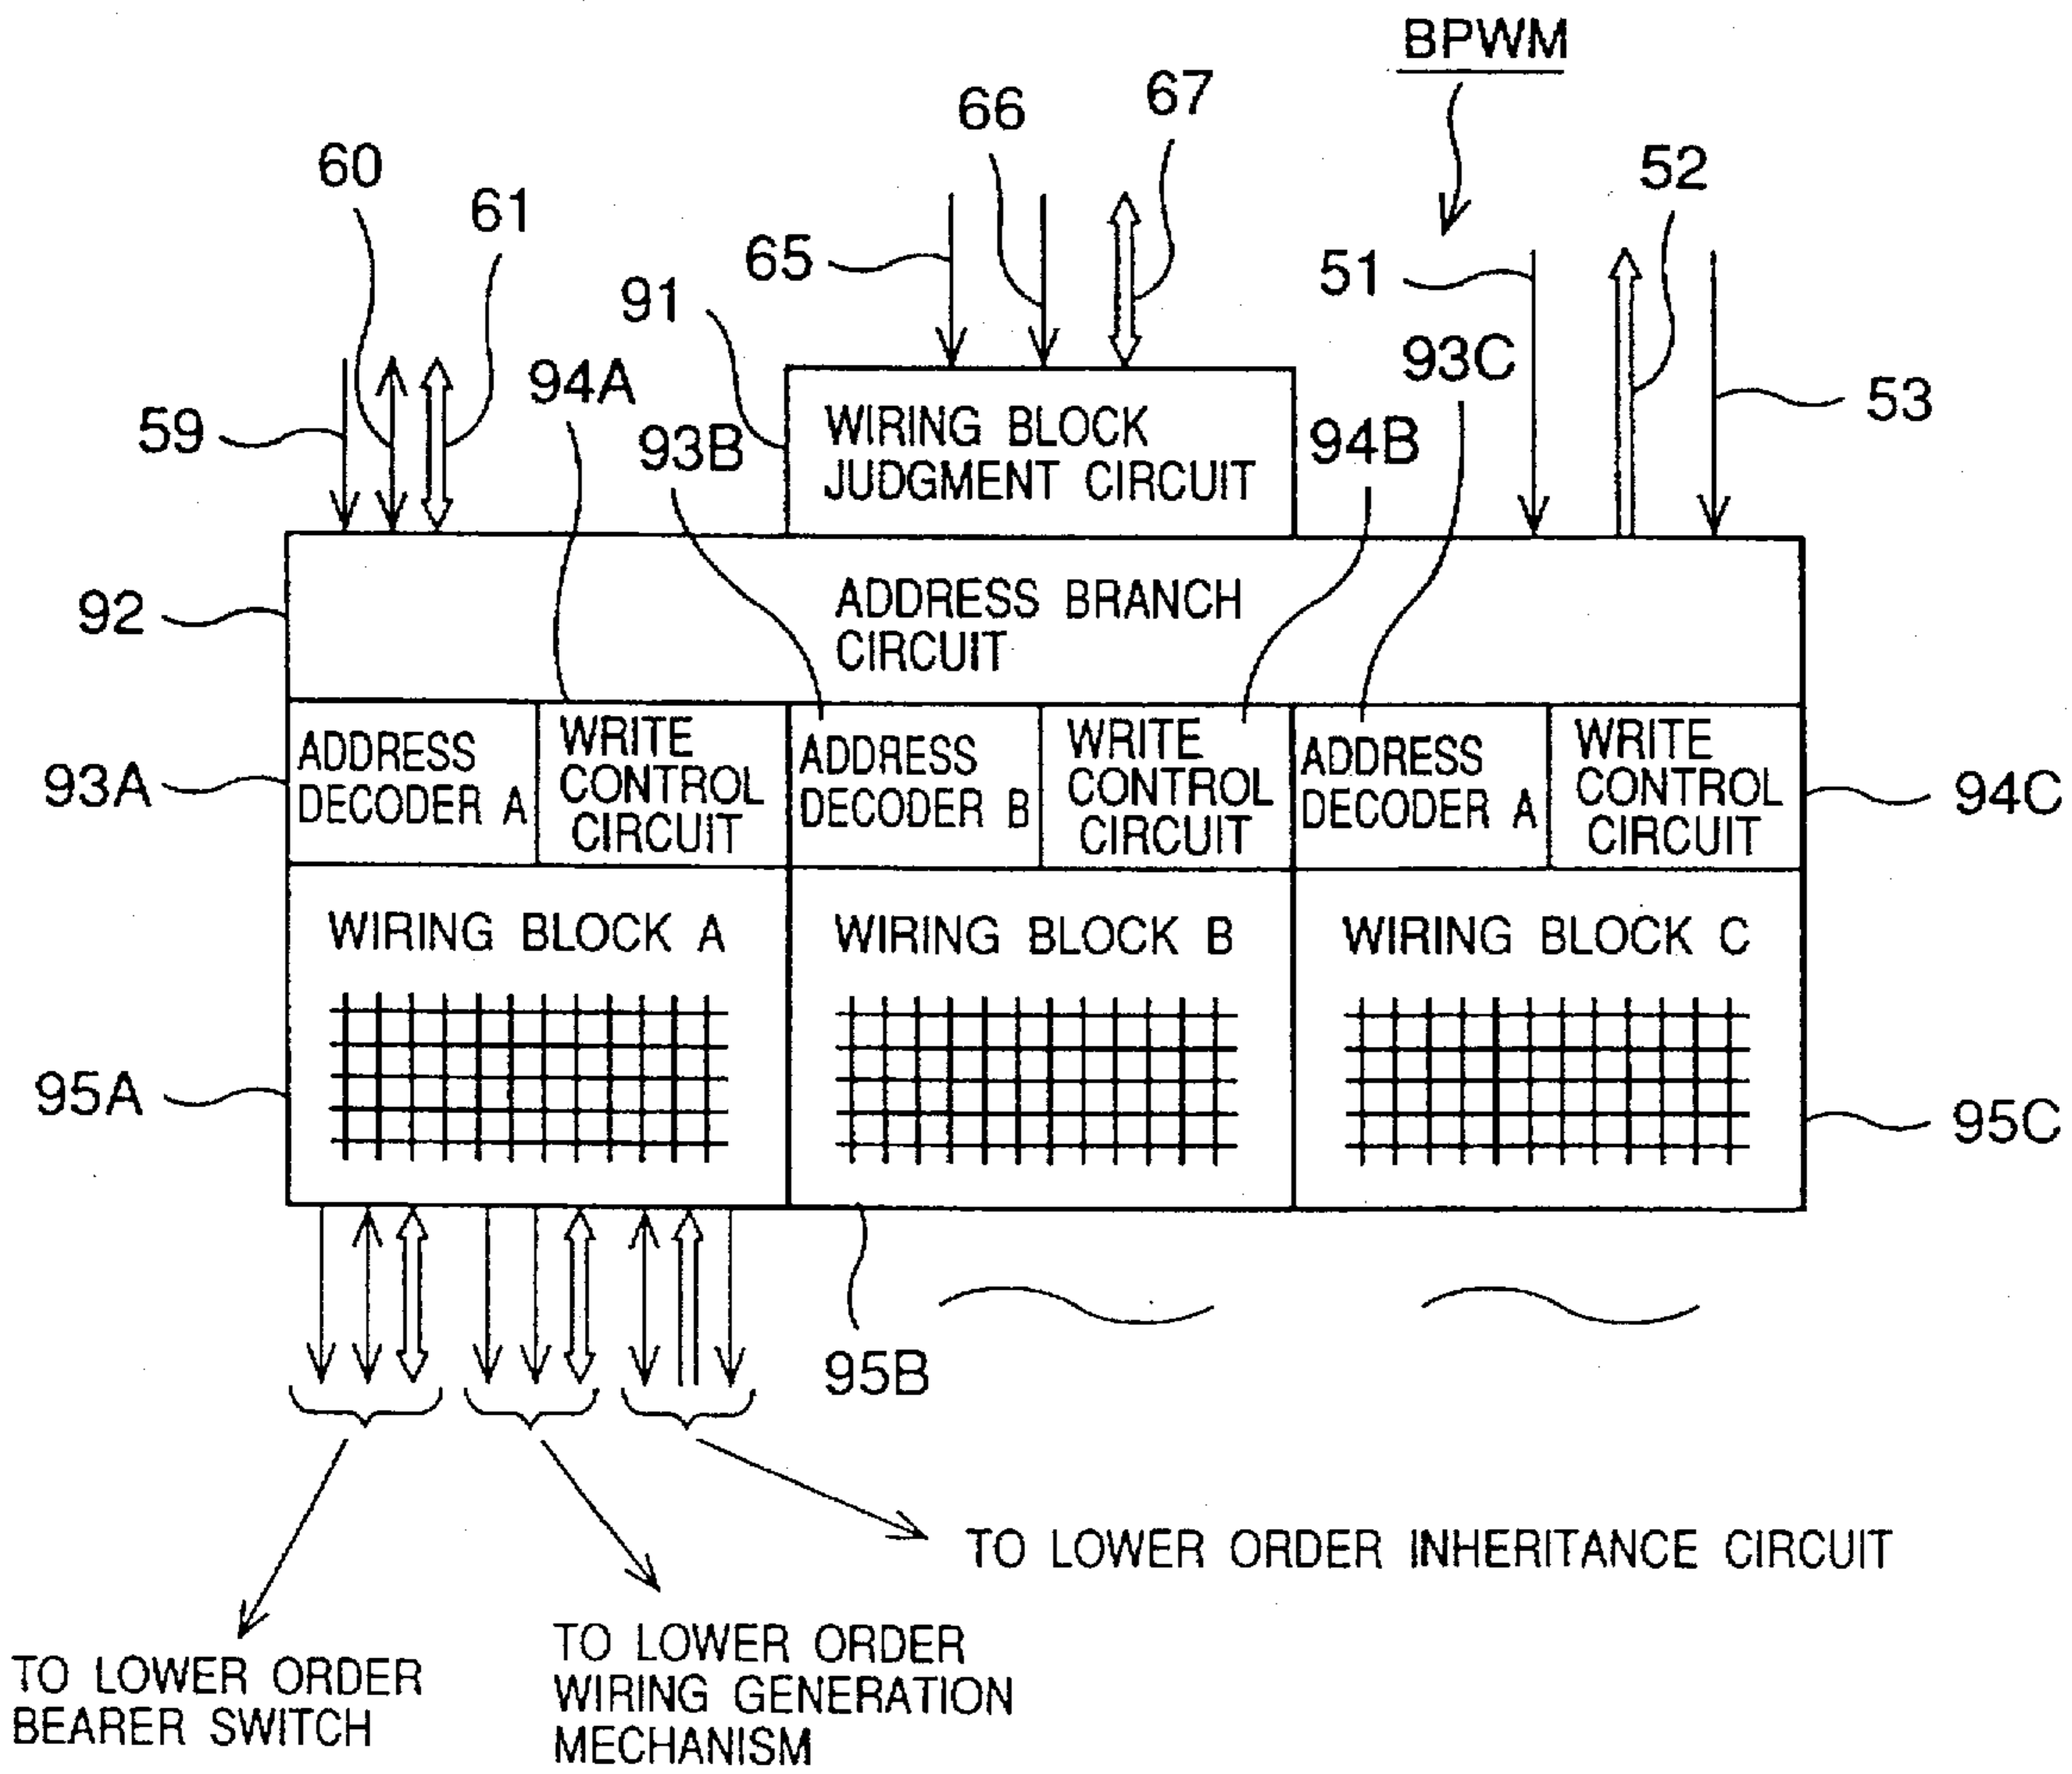 BPWM
66
67
60
61
52
65
51
91
94A
93C
59
93B
94B
53
WIRING BLOCK
JUDGMENT CIRCUIT
92
ADDRESS BRANCH
CIRCUIT
93A
ADDRESS
DECODER A
WRITE
CONTROL
CIRCUIT
ADDRESS
DECODER B
WRITE
CONTROL
CIRCUIT
ADDRESS
DECODER A
WRITE
CONTROL
CIRCUIT
94C
WIRING BLOCK A
WIRING BLOCK B
WIRING BLOCK C
95A
95C
95B
TO LOWER ORDER INHERITANCE CIRCUIT
TO LOWER ORDER
BEARER SWITCH
TO LOWER ORDER
WIRING GENERATION
MECHANISM